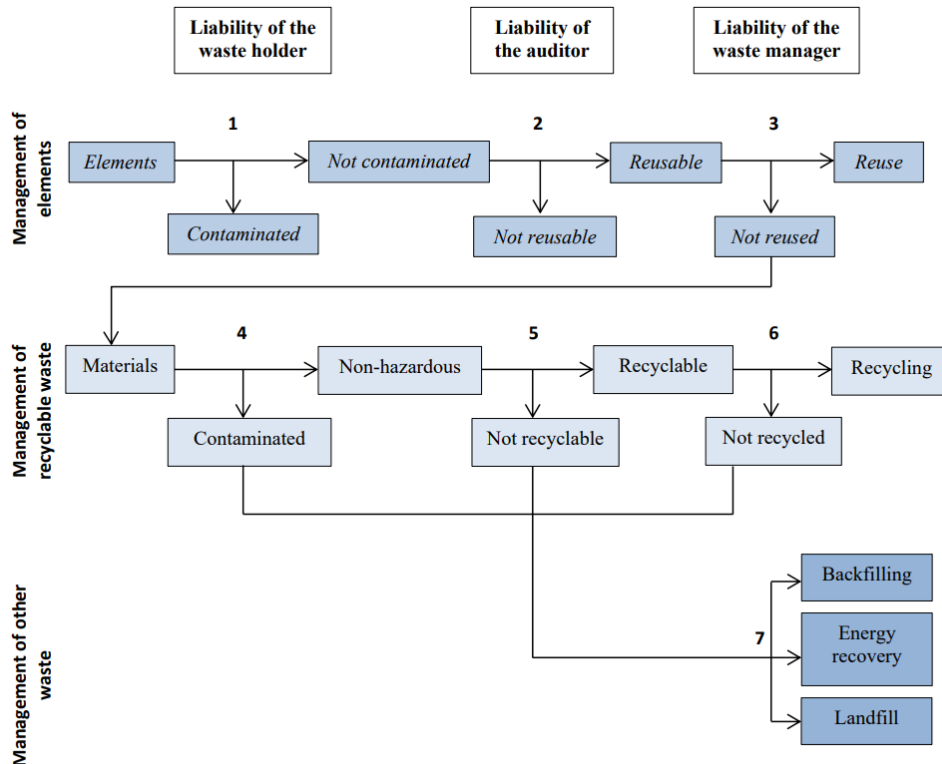 Liability of the
waste holder
Liability of
the auditor
Liability of the
waste manager
Management of
elements
1
2
3
Elements
Not contaminated
Reusable
Reuse
Contaminated
Not reusable
Not reused
Management of
recyclable waste
4
5
6
Materials
Non-hazardous
Recyclable
Recycling
Contaminated
Not recyclable
Not recycled
Management of other
waste
7
Backfilling
Energy
recovery
Landfill